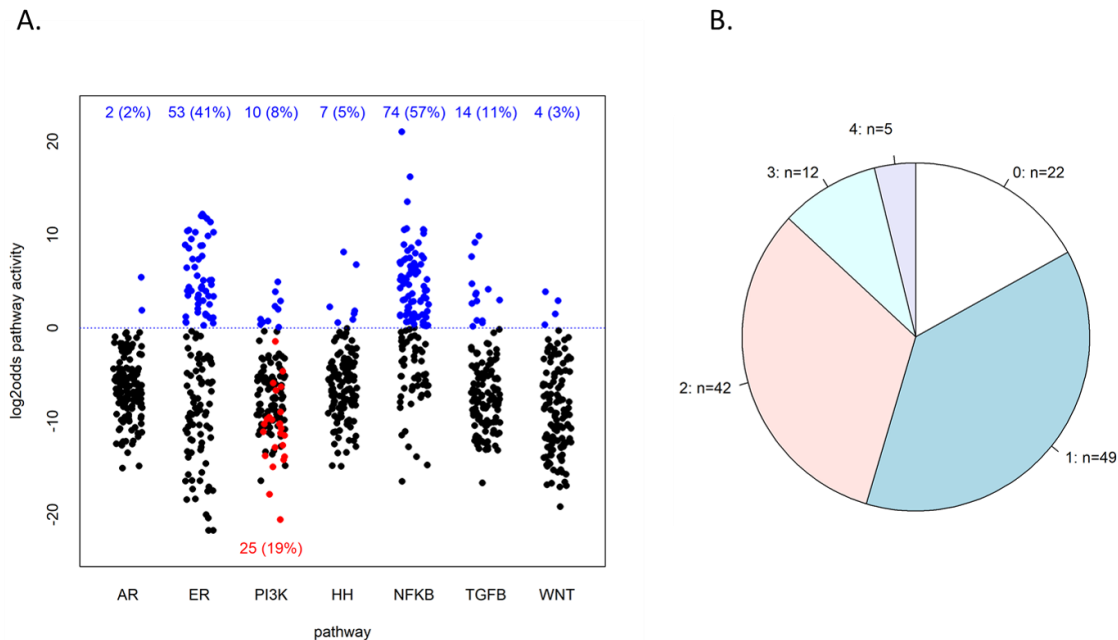 A.
B.
2 (2%) 53 (41%) 10 (8%) 7 (5%) 74 (57%) 14 (11%) 4 (3%)
20
10
0
-10
-20
log2odds pathway activity
25 (19%)
AR ER PI3K HH NFKB TGFB WNT
pathway
4: n=5
3: n=12
0: n=22
2: n=42
1: n=49